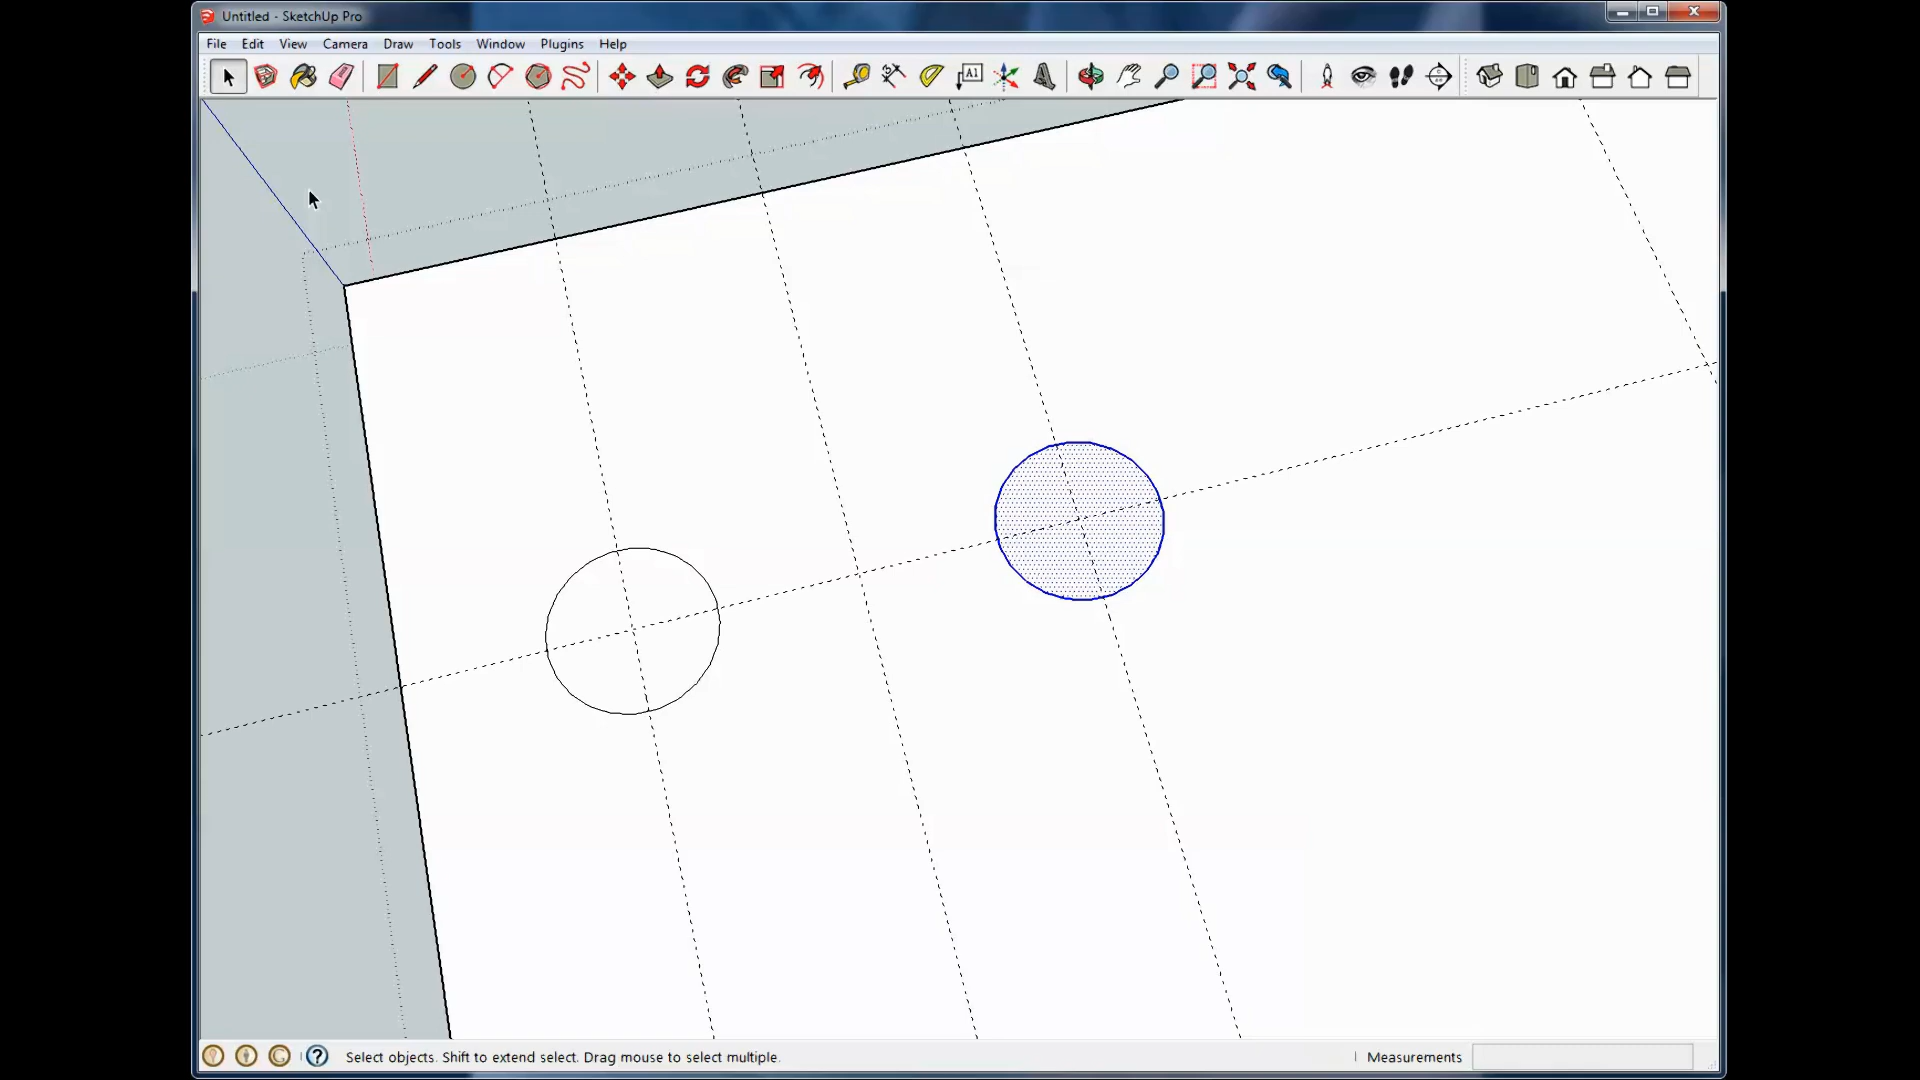 Untitled - SketchUp Pro
File Edit View Camera Draw Tools Window Plugins Help
A1
Select objects. Shift to extend select. Drag mouse to select multiple.
Measurements